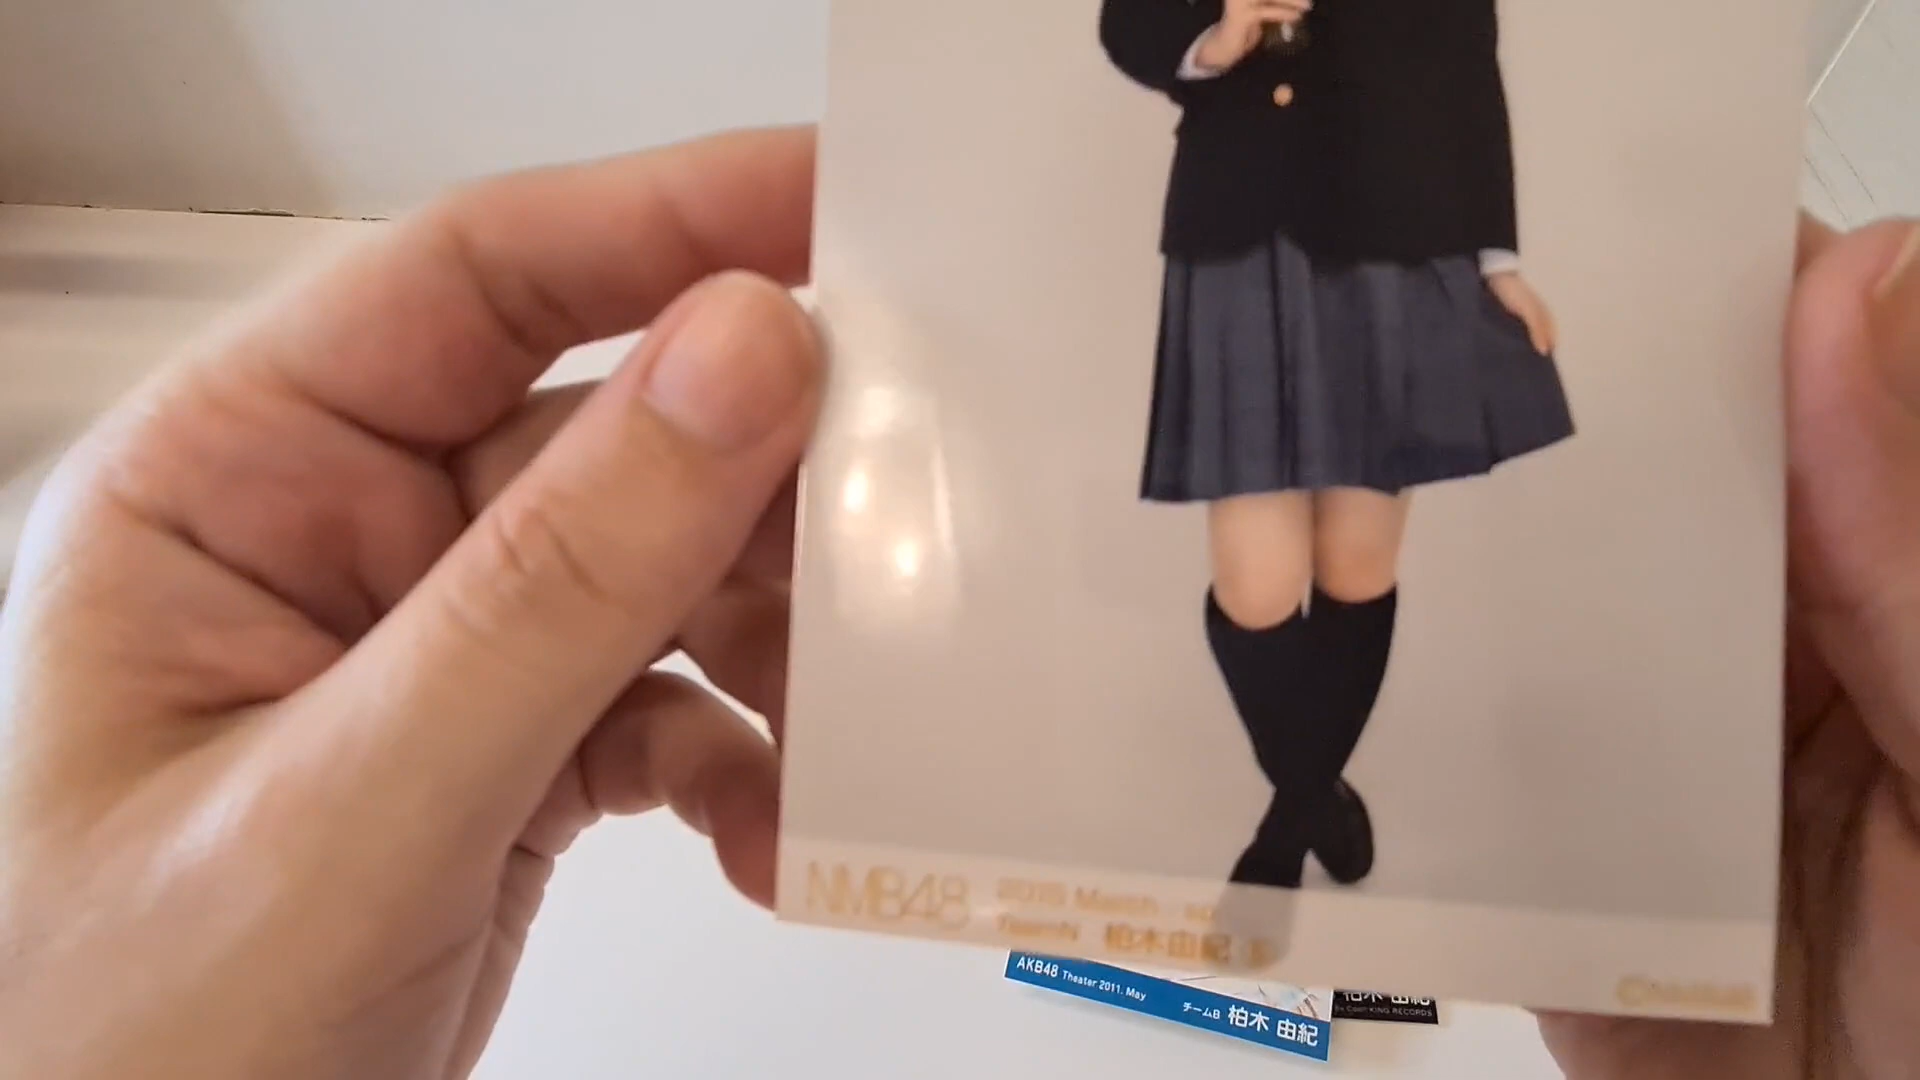 NMB48
2015 March
TeamN 柏木由紀
AKB48 Theater 2011. May
チームB 柏木 由紀
柏木 由紀
KING RECORDS